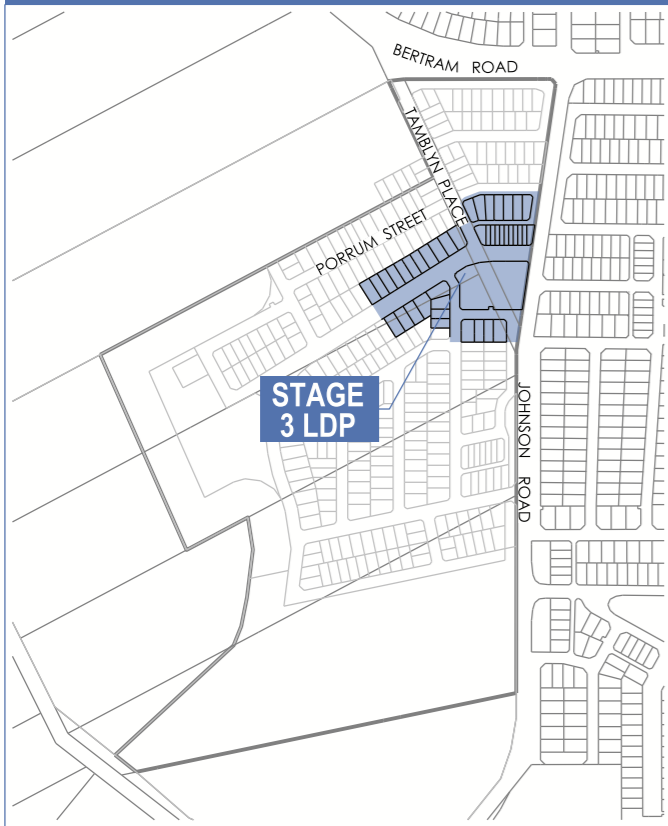 BERTRAM ROAD
TAMBLYN PLACE
PORRUM STREET
STAGE
3 LDP
JOHNSON ROAD